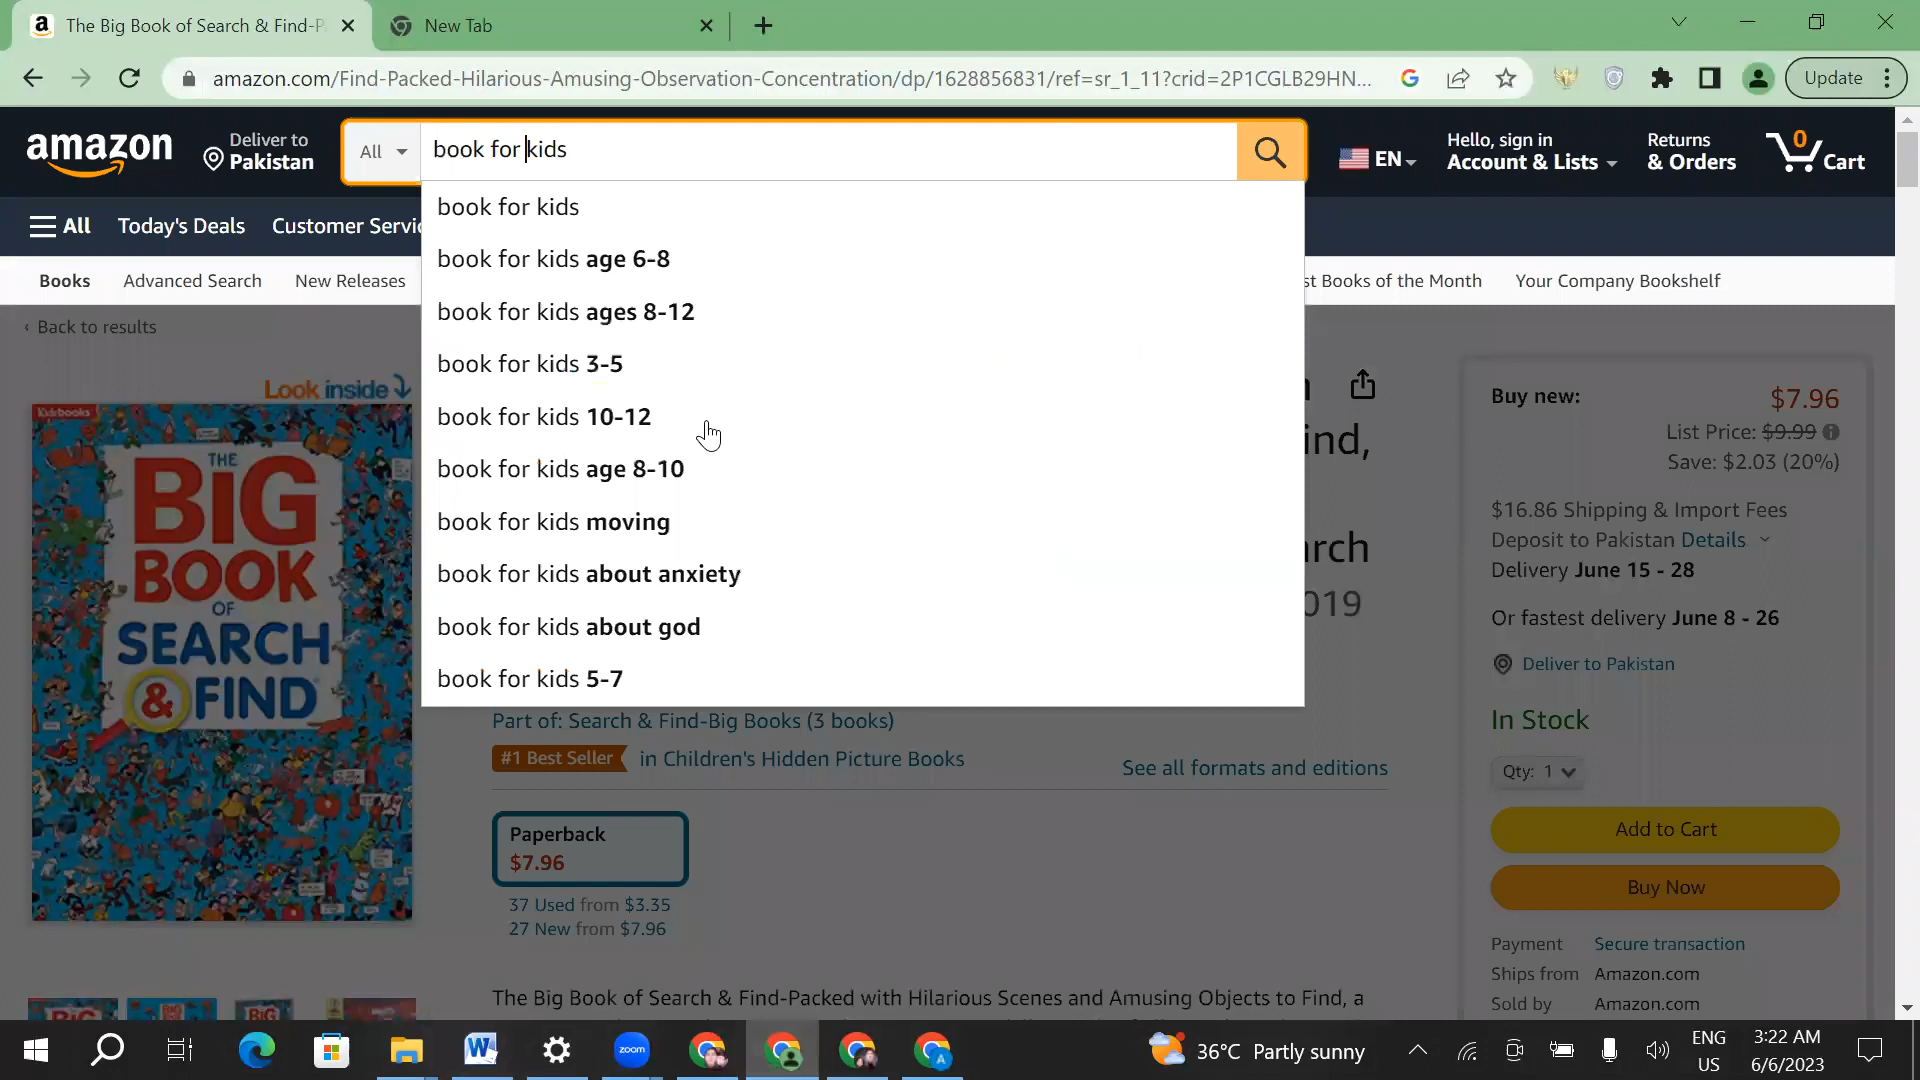 The Big Book of Search & Find-P
New Tab
amazon.com/Find-Packed-Hilarious-Amusing-Observation-Concentration/dp/1628856831/ref=sr_1_11?crid=2P1CGLB29HN...
Update
amazon
Deliver to
Pakistan
All
book for kids
EN
Hello, sign in
Account & Lists
Returns
& Orders
0
Cart
All
Today's Deals
Customer Servic
Books
Advanced Search
New Releases
st Books of the Month
Your Company Bookshelf
‹ Back to results
book for kids
book for kids age 6-8
book for kids ages 8-12
book for kids 3-5
book for kids 10-12
book for kids age 8-10
book for kids moving
book for kids about anxiety
book for kids about god
book for kids 5-7
Look inside
Kidsbooks
THE
BIG
BOOK
OF
SEARCH
& FIND
ind,
rch
019
Part of: Search & Find-Big Books (3 books)
#1 Best Seller
in Children's Hidden Picture Books
See all formats and editions
Paperback
$7.96
37 Used from $3.35
27 New from $7.96
The Big Book of Search & Find-Packed with Hilarious Scenes and Amusing Objects to Find, a
Buy new:
$7.96
List Price: $9.99
Save: $2.03 (20%)
$16.86 Shipping & Import Fees
Deposit to Pakistan Details
Delivery June 15 - 28
Or fastest delivery June 8 - 26
Deliver to Pakistan
In Stock
Qty: 1
Add to Cart
Buy Now
Payment Secure transaction
Ships from Amazon.com
Sold by Amazon.com
zoom
36°C Partly sunny
ENG
US
3:22 AM
6/6/2023